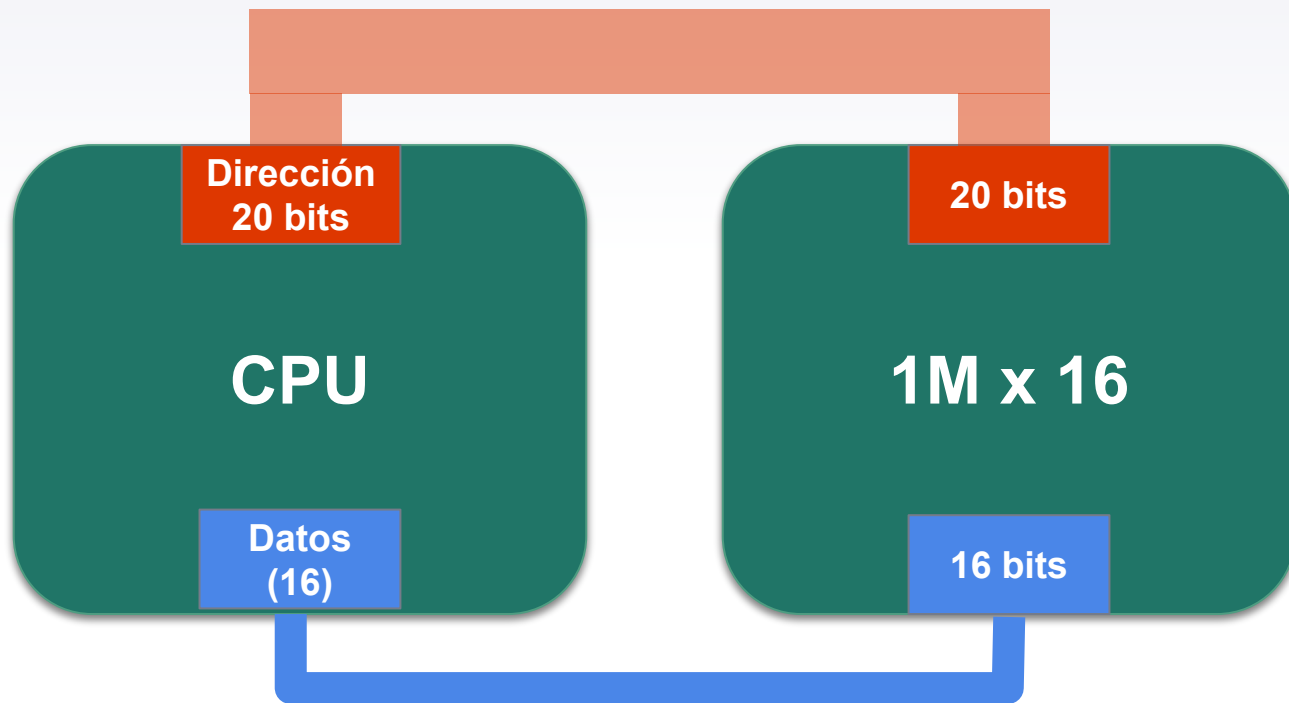 Dirección
20 bits
20 bits
CPU
1M x 16
Datos
(16)
16 bits